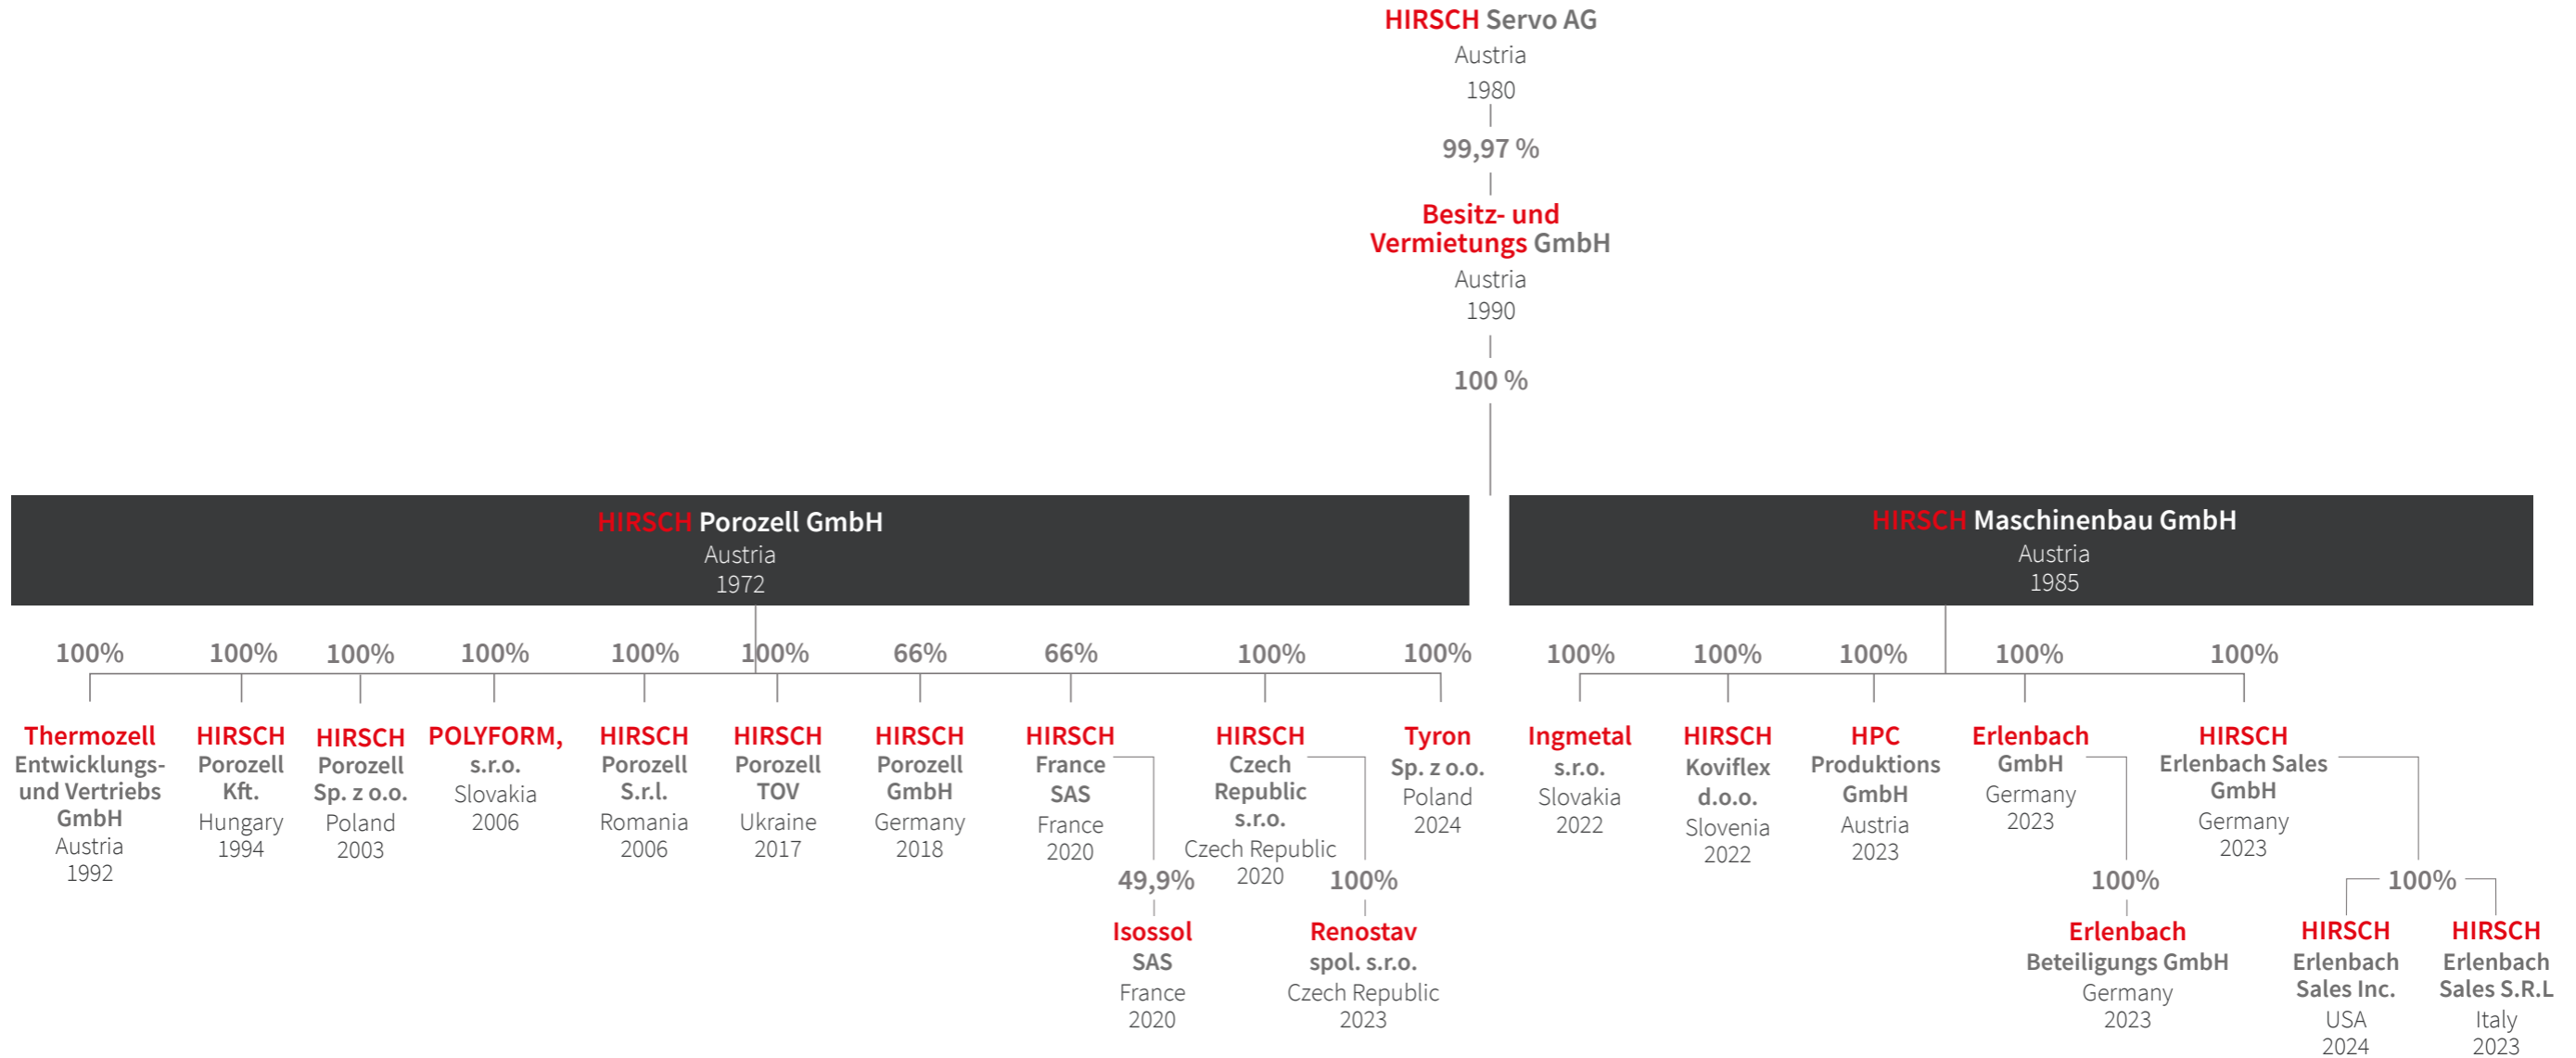 HIRSCH Servo AG
Austria
1980
99,97 %
Besitz- und
Vermietungs GmbH
Austria
1990
100 %
HIRSCH Porozell GmbH
Austria
1972
HIRSCH Maschinenbau GmbH
Austria
1985
100%
Thermozell
Entwicklungs-
und Vertriebs
GmbH
Austria
1992
100%
HIRSCH
Porozell
Kft.
Hungary
1994
100%
HIRSCH
Porozell
Sp. z o.o.
Poland
2003
100%
POLYFORM,
s.r.o.
Slovakia
2006
100%
HIRSCH
Porozell
S.r.l.
Romania
2006
100%
HIRSCH
Porozell
TOV
Ukraine
2017
66%
HIRSCH
Porozell
GmbH
Germany
2018
66%
HIRSCH
France
SAS
France
2020
49,9%
Isossol
SAS
France
2020
100%
HIRSCH
Czech
Republic
s.r.o.
Czech Republic
2020
100%
Renostav
spol. s.r.o.
Czech Republic
2023
100%
Tyron
Sp. z o.o.
Poland
2024
100%
Ingmetal
s.r.o.
Slovakia
2022
100%
HIRSCH
Koviflex
d.o.o.
Slovenia
2022
100%
HPC
Produktions
GmbH
Austria
2023
100%
Erlenbach
GmbH
Germany
2023
100%
Erlenbach
Beteiligungs GmbH
Germany
2023
100%
HIRSCH
Erlenbach Sales
GmbH
Germany
2023
100%
HIRSCH
Erlenbach
Sales Inc.
USA
2024
HIRSCH
Erlenbach
Sales S.R.L
Italy
2023